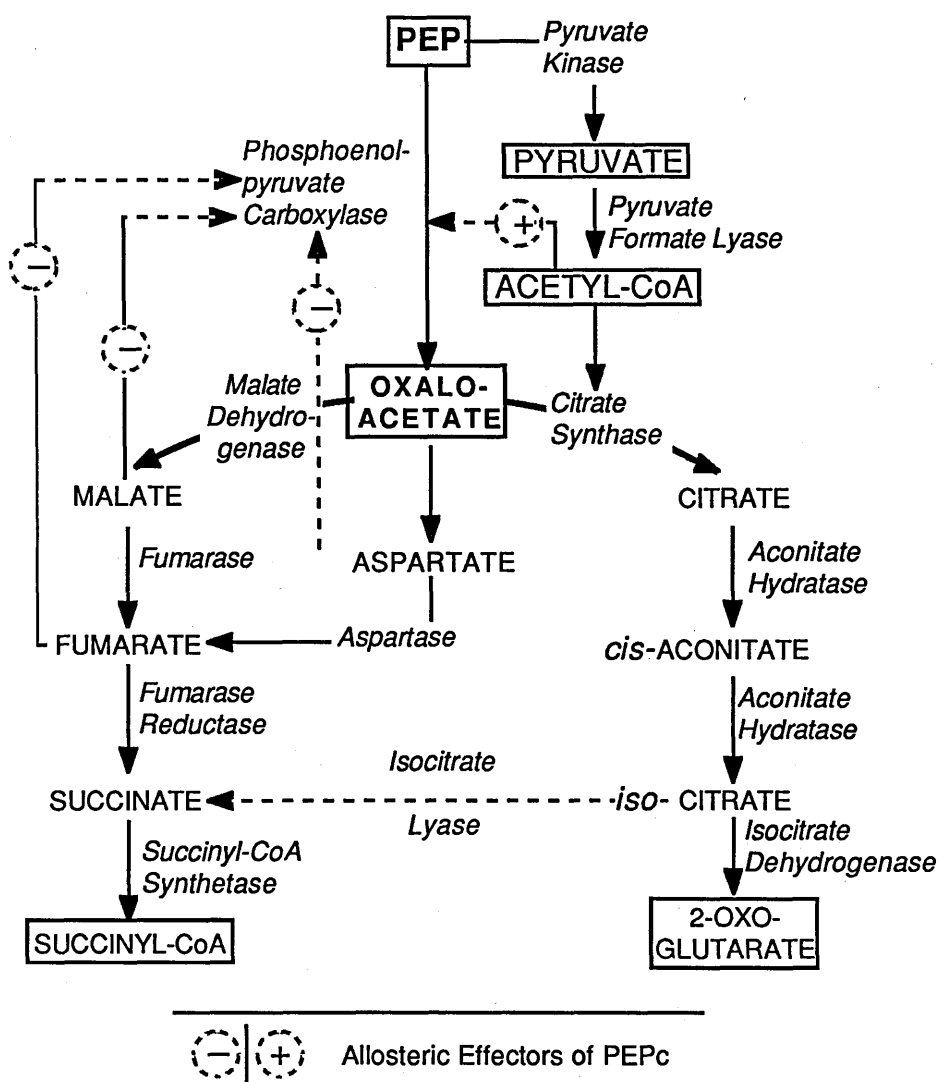 PEP
Pyruvate
Kinase
PYRUVATE
Phosphoenol-
pyruvate
Carboxylase
Pyruvate
Formate Lyase
+
ACETYL-CoA
−
−
−
OXALO-
ACETATE
Malate
Dehydro-
genase
Citrate
Synthase
MALATE
CITRATE
Fumarase
ASPARTATE
Aconitate
Hydratase
FUMARATE
Aspartase
cis-ACONITATE
Fumarase
Reductase
Aconitate
Hydratase
Isocitrate
Lyase
SUCCINATE
iso- CITRATE
Succinyl-CoA
Synthetase
Isocitrate
Dehydrogenase
SUCCINYL-CoA
2-OXO-
GLUTARATE
− + Allosteric Effectors of PEPc